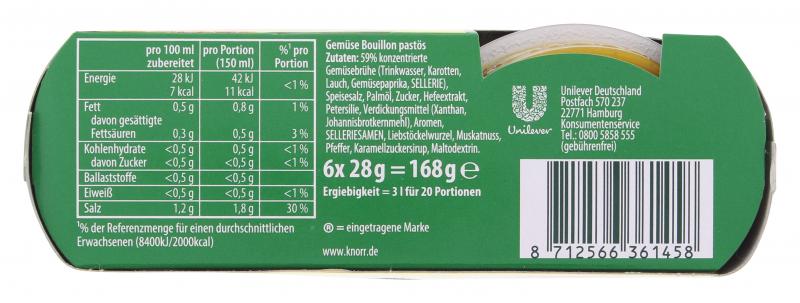 pro 100 ml zubereitet | pro Portion (150 ml) | %¹ pro Portion
Energie | 28 kJ | 42 kJ | <1 %
7 kcal | 11 kcal
Fett | 0,5 g | 0,8 g | 1 %
davon gesättigte
Fettsäuren | 0,3 g | 0,5 g | 3 %
Kohlenhydrate | <0,5 g | 0,5 g | <1 %
davon Zucker | <0,5 g | <0,5 g | <1 %
Ballaststoffe | <0,5 g | <0,5 g
Eiweiß | <0,5 g | <0,5 g | <1 %
Salz | 1,2 g | 1,8 g | 30 %
¹% der Referenzmenge für einen durchschnittlichen
Erwachsenen (8400kJ/2000kcal)
Gemüse Bouillon pastös
Zutaten: 59% konzentrierte
Gemüsebrühe (Trinkwasser, Karotten,
Lauch, Gemüsepaprika, SELLERIE),
Speisesalz, Palmöl, Zucker, Hefeextrakt,
Petersilie, Verdickungsmittel (Xanthan,
Johannisbrotkernmehl), Aromen,
SELLERIESAMEN, Liebstöckelwurzel, Muskatnuss,
Pfeffer, Karamellzuckersirup, Maltodextrin.
6x 28g = 168g ℮
Ergiebigkeit = 3 l für 20 Portionen
® = eingetragene Marke
www.knorr.de
Unilever
Unilever Deutschland
Postfach 570 237
22771 Hamburg
Konsumentenservice
Tel.: 0800 5858 555
(gebührenfrei)
8 712566 361458